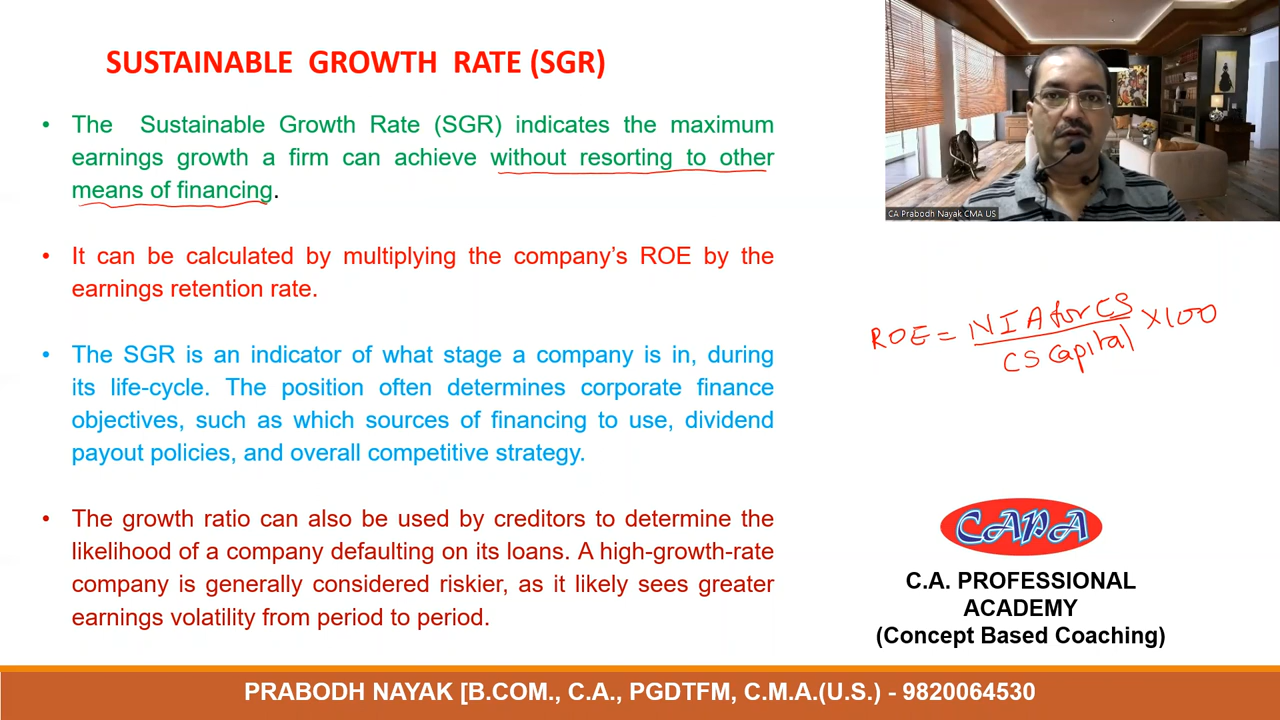 SUSTAINABLE GROWTH RATE (SGR)
• The Sustainable Growth Rate (SGR) indicates the maximum
earnings growth a firm can achieve without resorting to other
means of financing.
• It can be calculated by multiplying the company's ROE by the
earnings retention rate.
• The SGR is an indicator of what stage a company is in, during
its life-cycle. The position often determines corporate finance
objectives, such as which sources of financing to use, dividend
payout policies, and overall competitive strategy.
• The growth ratio can also be used by creditors to determine the
likelihood of a company defaulting on its loans. A high-growth-rate
company is generally considered riskier, as it likely sees greater
earnings volatility from period to period.
CA Prabodh Nayak CMA US
ROE = NIA for CS × 100
CS Capital
CAPA
C.A. PROFESSIONAL
ACADEMY
(Concept Based Coaching)
PRABODH NAYAK [B.COM., C.A., PGDTFM, C.M.A.(U.S.) - 9820064530